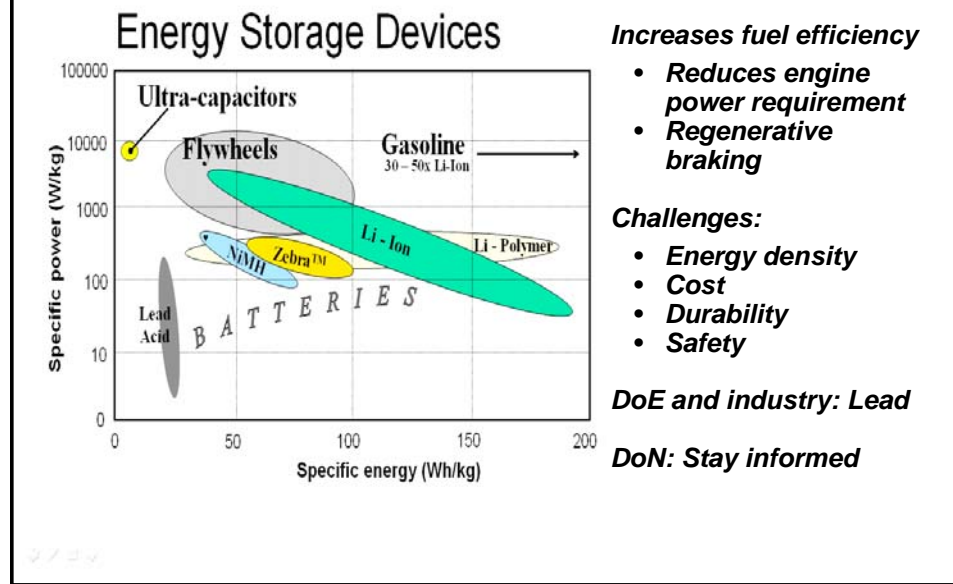 Energy Storage Devices
100000
10000
1000
100
10
0
Specific power (W/kg)
Ultra-capacitors
Flywheels
Gasoline
30 – 50x Li-Ion
Li - Ion
Li - Polymer
NiMH
Zebra™
Lead
Acid
BATTERIES
0
50
100
150
200
Specific energy (Wh/kg)
Increases fuel efficiency
• Reduces engine
power requirement
• Regenerative
braking
Challenges:
• Energy density
• Cost
• Durability
• Safety
DoE and industry: Lead
DoN: Stay informed